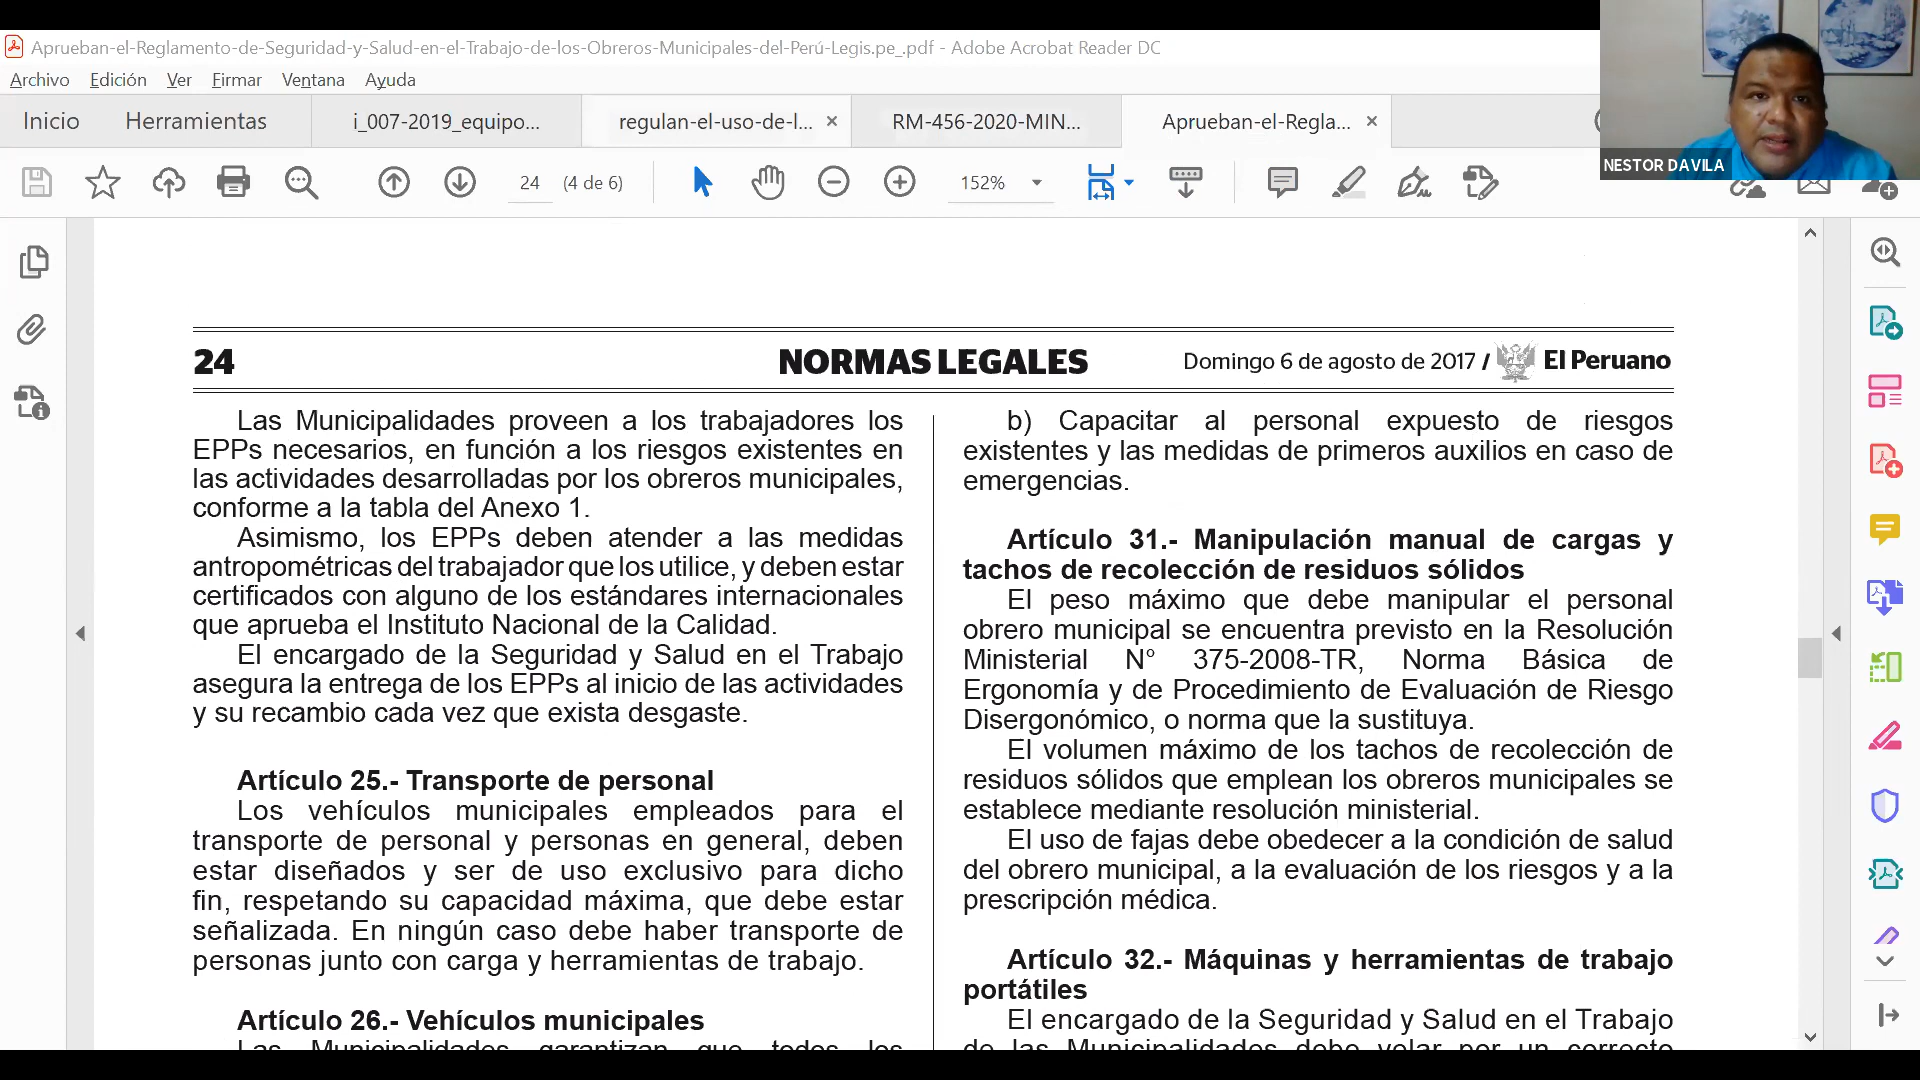 Aprueban-el-Reglamento-de-Seguridad-y-Salud-en-el-Trabajo-de-los-Obreros-Municipales-del-Perú-Legis.pe_.pdf - Adobe Acrobat Reader DC
Archivo Edición Ver Firmar Ventana Ayuda
Inicio Herramientas i_007-2019_equipo... regulan-el-uso-de-l... RM-456-2020-MIN... Aprueban-el-Regla...
NESTOR DAVILA
24 (4 de 6) 152%
24 NORMAS LEGALES Domingo 6 de agosto de 2017 / El Peruano
Las Municipalidades proveen a los trabajadores los
EPPs necesarios, en función a los riesgos existentes en
las actividades desarrolladas por los obreros municipales,
conforme a la tabla del Anexo 1.
Asimismo, los EPPs deben atender a las medidas
antropométricas del trabajador que los utilice, y deben estar
certificados con alguno de los estándares internacionales
que aprueba el Instituto Nacional de la Calidad.
El encargado de la Seguridad y Salud en el Trabajo
asegura la entrega de los EPPs al inicio de las actividades
y su recambio cada vez que exista desgaste.
Artículo 25.- Transporte de personal
Los vehículos municipales empleados para el
transporte de personal y personas en general, deben
estar diseñados y ser de uso exclusivo para dicho
fin, respetando su capacidad máxima, que debe estar
señalizada. En ningún caso debe haber transporte de
personas junto con carga y herramientas de trabajo.
Artículo 26.- Vehículos municipales
Las Municipalidades garantizan que todos los
b) Capacitar al personal expuesto de riesgos
existentes y las medidas de primeros auxilios en caso de
emergencias.
Artículo 31.- Manipulación manual de cargas y
tachos de recolección de residuos sólidos
El peso máximo que debe manipular el personal
obrero municipal se encuentra previsto en la Resolución
Ministerial N° 375-2008-TR, Norma Básica de
Ergonomía y de Procedimiento de Evaluación de Riesgo
Disergonómico, o norma que la sustituya.
El volumen máximo de los tachos de recolección de
residuos sólidos que emplean los obreros municipales se
establece mediante resolución ministerial.
El uso de fajas debe obedecer a la condición de salud
del obrero municipal, a la evaluación de los riesgos y a la
prescripción médica.
Artículo 32.- Máquinas y herramientas de trabajo
portátiles
El encargado de la Seguridad y Salud en el Trabajo
de las Municipalidades debe velar por un correcto